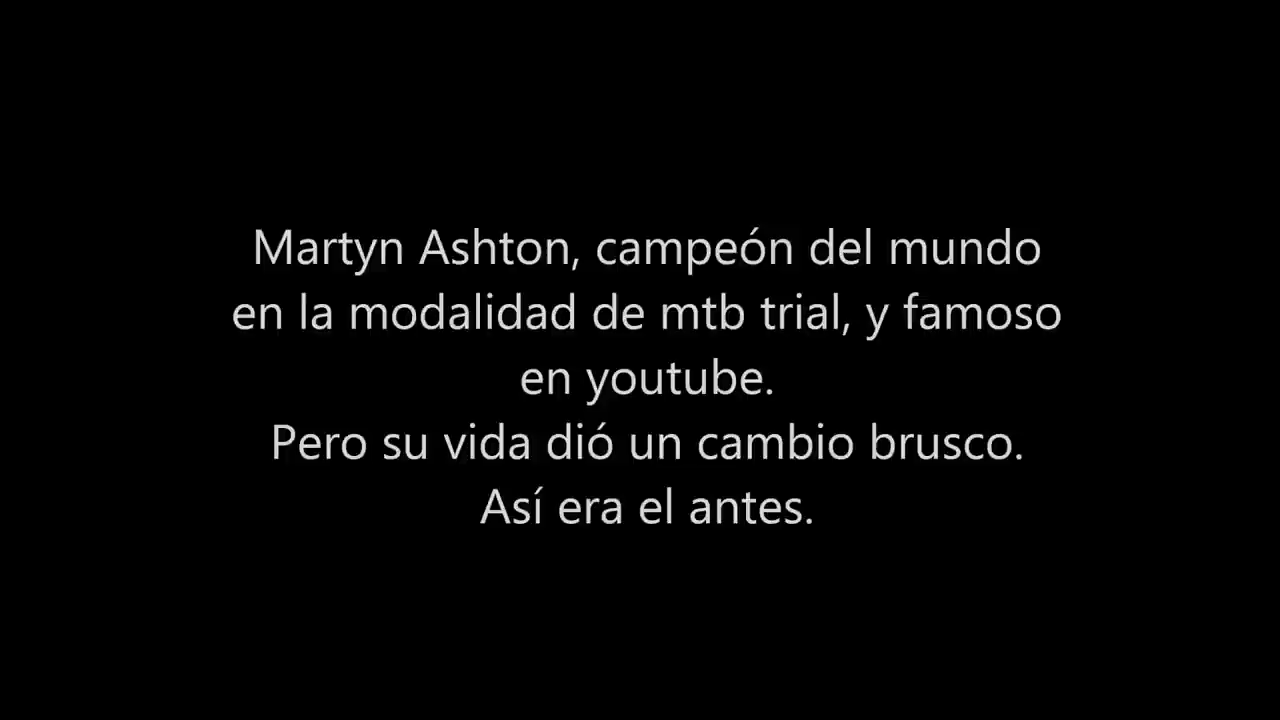 Martyn Ashton, campeón del mundo
en la modalidad de mtb trial, y famoso
en youtube.
Pero su vida dió un cambio brusco.
Así era el antes.